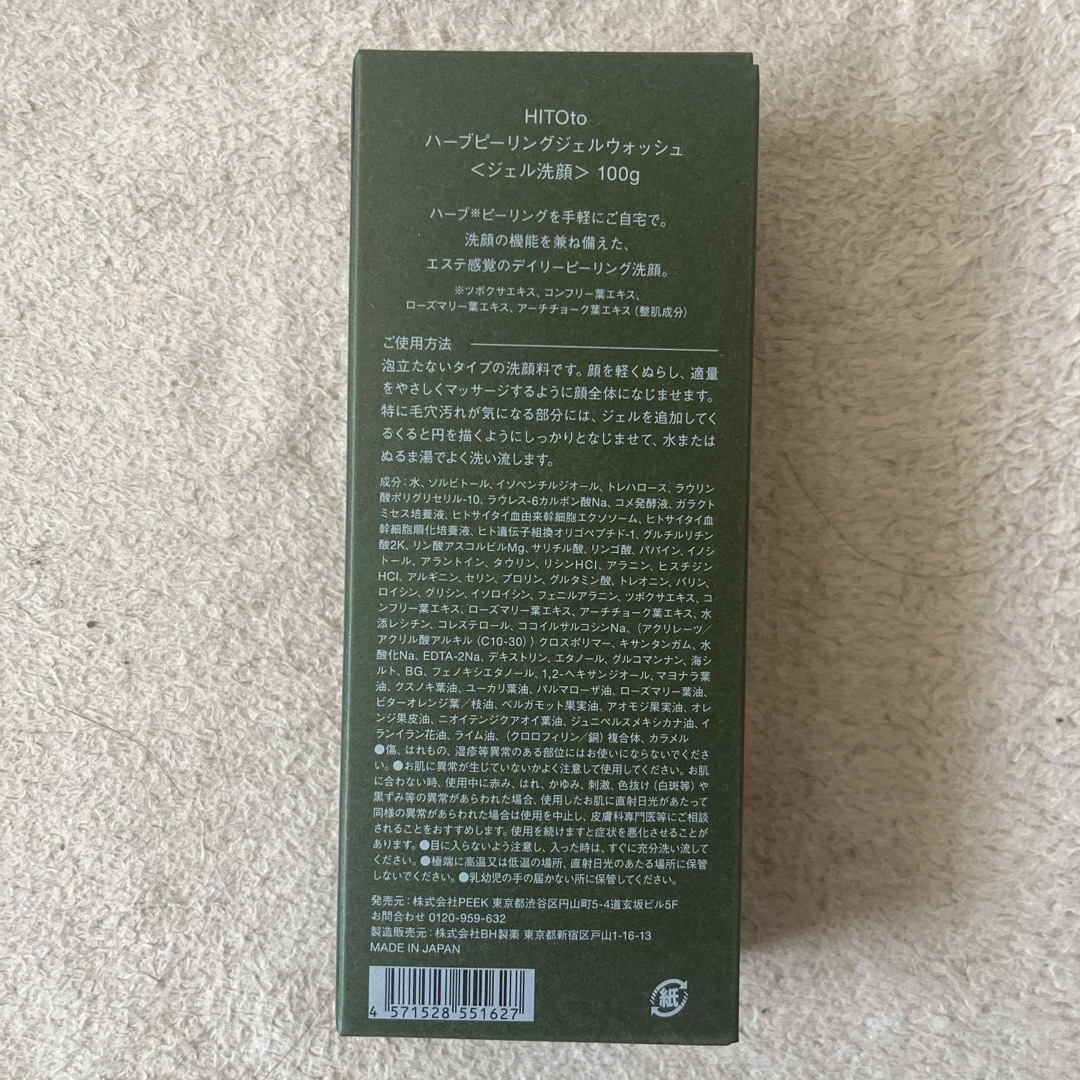 HITOto
ハーブピーリングジェルウォッシュ
＜ジェル洗顔＞ 100g
ハーブ※ピーリングを手軽にご自宅で。
洗顔の機能を兼ね備えた、
エステ感覚のデイリーピーリング洗顔。
※ツボクサエキス、コンフリー葉エキス、
ローズマリー葉エキス、アーチチョーク葉エキス（整肌成分）
ご使用方法
泡立たないタイプの洗顔料です。顔を軽くぬらし、適量
をやさしくマッサージするように顔全体になじませます。
特に毛穴汚れが気になる部分には、ジェルを追加してく
るくると円を描くようにしっかりとなじませて、水または
ぬるま湯でよく洗い流します。
成分：水、ソルビトール、イソペンチルジオール、トレハロース、ラウリン
酸ポリグリセリル-10、ラウレス-6カルボン酸Na、コメ発酵液、ガラクト
ミセス培養液、ヒトサイタイ血由来幹細胞エクソソーム、ヒトサイタイ血
幹細胞順化培養液、ヒト遺伝子組換オリゴペプチド-1、グルチルリチン
酸2K、リン酸アスコルビルMg、サリチル酸、リンゴ酸、パパイン、イノシ
トール、アラントイン、タウリン、リシンHCl、アラニン、ヒスチジン
HCl、アルギニン、セリン、プロリン、グルタミン酸、トレオニン、バリン、
ロイシン、グリシン、イソロイシン、フェニルアラニン、ツボクサエキス、コ
ンフリー葉エキス、ローズマリー葉エキス、アーチチョーク葉エキス、水
添レシチン、コレステロール、ココイルサルコシンNa、（アクリレーツ／
アクリル酸アルキル（C10-30））クロスポリマー、キサンタンガム、水
酸化Na、EDTA-2Na、デキストリン、エタノール、グルコマンナン、海シ
ルト、BG、フェノキシエタノール、1,2-ヘキサンジオール、マヨナラ葉
油、クスノキ葉油、ユーカリ葉油、パルマローザ油、ローズマリー葉油、
ビターオレンジ葉／枝油、ベルガモット果実油、アオモジ果実油、オレ
ンジ果皮油、ニオイテンジクアオイ葉油、ジュニペルスメキシカナ油、イ
ランイラン花油、ライム油、（クロロフィリン／銅）複合体、カラメル
●傷、はれもの、湿疹等異常のある部位にはお使いにならないでくださ
い。●お肌に異常が生じていないかよく注意して使用してください。お肌
に合わない時、使用中に赤み、はれ、かゆみ、刺激、色抜け（白斑等）や
黒ずみ等の異常があらわれた場合、使用したお肌に直射日光があたって
同様の異常があらわれた場合は使用を中止し、皮膚科専門医等にご相談
されることをおすすめします。使用を続けますと症状を悪化させることが
あります。●目に入らないよう注意し、入った時は、すぐに充分洗い流して
ください。●極端に高温又は低温の場所、直射日光のあたる場所に保管
しないでください。●乳幼児の手の届かない所に保管してください。
発売元：株式会社PEEK 東京都渋谷区円山町5-4道玄坂ビル5F
お問合わせ 0120-959-632
製造販売元：株式会社BH製薬 東京都新宿区戸山1-16-13
MADE IN JAPAN
4 571528 551627
紙